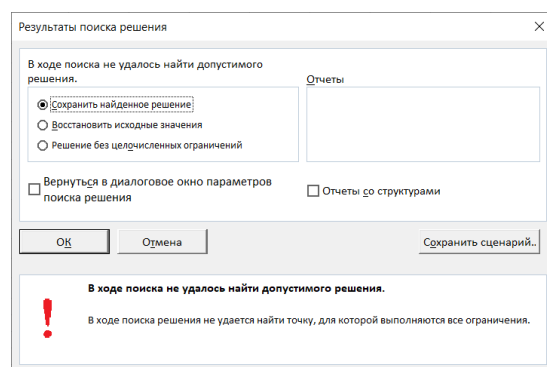 Результаты поиска решения
В ходе поиска не удалось найти допустимого
решения.
Отчеты
Сохранить найденное решение
Восстановить исходные значения
Решение без целочисленных ограничений
Вернуться в диалоговое окно параметров
поиска решения
Отчеты со структурами
ОК
Отмена
Сохранить сценарий..
В ходе поиска не удалось найти допустимого решения.
В ходе поиска решения не удается найти точку, для которой выполняются все ограничения.